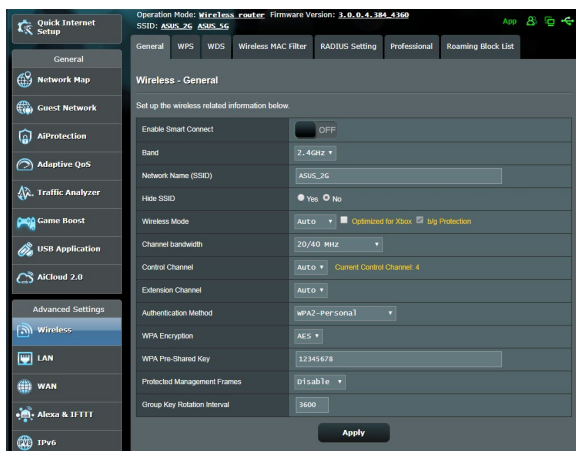 Quick Internet
Setup
General
Network Map
Guest Network
AiProtection
Adaptive QoS
Traffic Analyzer
Game Boost
USB Application
AiCloud 2.0
Advanced Settings
Wireless
LAN
WAN
Alexa & IFTTT
IPv6
Operation Mode: Wireless router Firmware Version: 3.0.0.4.384_4360
SSID: ASUS_2G ASUS_5G
App
General WPS WDS Wireless MAC Filter RADIUS Setting Professional Roaming Block List
Wireless - General
Set up the wireless related information below.
Enable Smart Connect OFF
Band 2.4GHz
Network Name (SSID) ASUS_2G
Hide SSID Yes No
Wireless Mode Auto Optimized for Xbox b/g Protection
Channel bandwidth 20/40 MHz
Control Channel Auto Current Control Channel: 4
Extension Channel Auto
Authentication Method WPA2-Personal
WPA Encryption AES
WPA Pre-Shared Key 12345678
Protected Management Frames Disable
Group Key Rotation Interval 3600
Apply